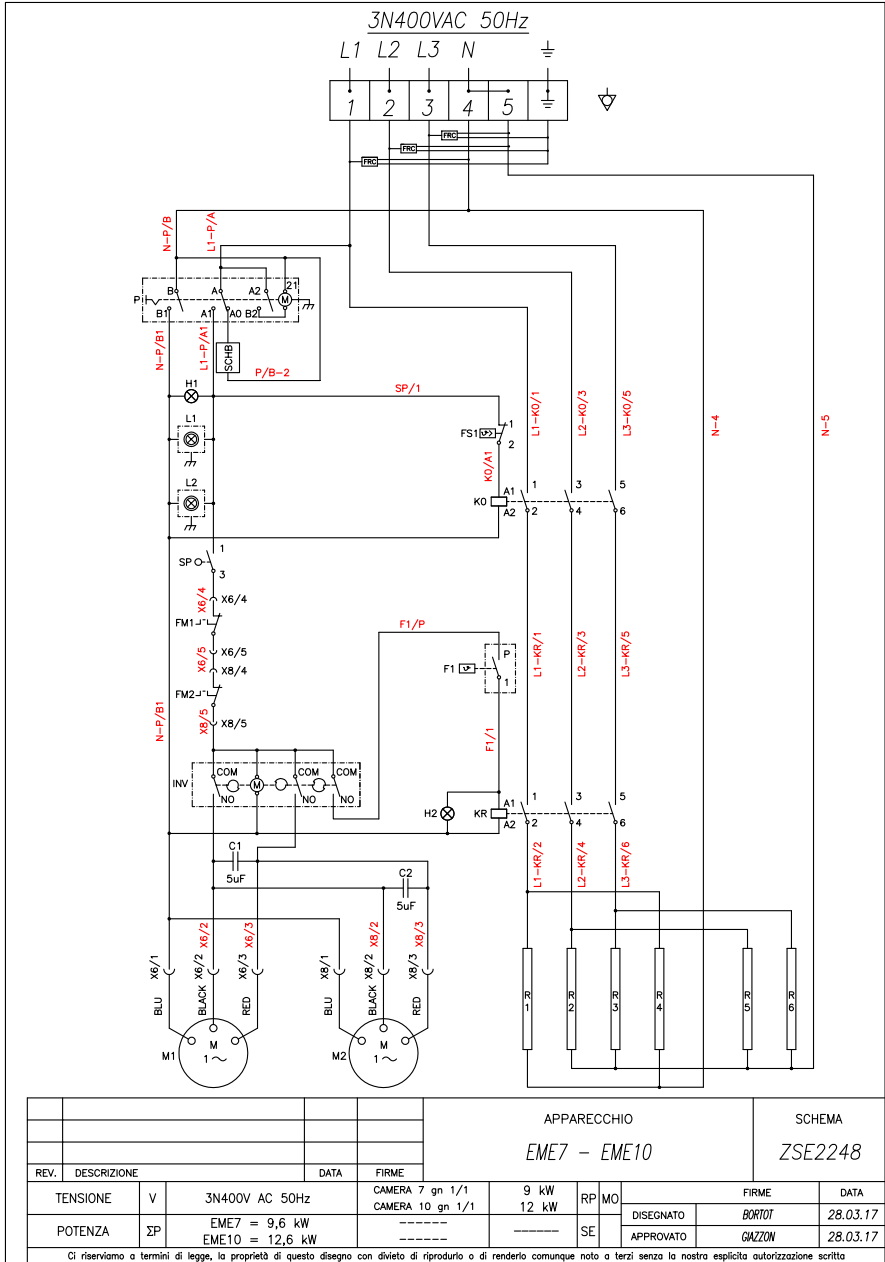 3N400VAC 50Hz
L1 L2 L3 N
1 2 3 4 5
FRC
FRC
FRC
N-P/B
L1-P/A
P
B A A2 21
M
B1 A1 A0 B2
N-P/B1
L1-P/A1
SCHB
P/B-2
H1
SP/1
L1
FS1
1
2
K0/A1
L1-K0/1
L2-K0/3
L3-K0/5
N-4
N-5
L2
K0
A1
A2
1 3 5
2 4 6
SP
1
3
X6/4
X6/4
FM1
X6/5
X6/5
X8/4
FM2
X8/5
X8/5
F1/P
F1
P
1
L1-KR/1
L2-KR/3
L3-KR/5
N-P/B1
F1/1
INV
COM M COM COM
NO NO NO
H2
KR
A1
A2
1 3 5
2 4 6
C1
5uF
C2
5uF
L1-KR/2
L2-KR/4
L3-KR/6
X6/2
X6/3
X8/2
X8/3
X6/1
X6/2
X6/3
X8/1
X8/2
X8/3
BLU
BLACK
RED
BLU
BLACK
RED
M1
M
1~
M2
M
1~
R1
R2
R3
R4
R5
R6
APPARECCHIO
EME7 - EME10
SCHEMA
ZSE2248
REV. DESCRIZIONE DATA FIRME
TENSIONE V 3N400V AC 50Hz
CAMERA 7 gn 1/1 9 kW
CAMERA 10 gn 1/1 12 kW
RP MO
FIRME DATA
DISEGNATO BORTOT 28.03.17
POTENZA ΣP EME7 = 9,6 kW
EME10 = 12,6 kW
------ ------
------
SE
APPROVATO GIAZZON 28.03.17
Ci riserviamo a termini di legge, la proprietà di questo disegno con divieto di riprodurlo o di renderlo comunque noto a terzi senza la nostra esplicita autorizzazione scritta